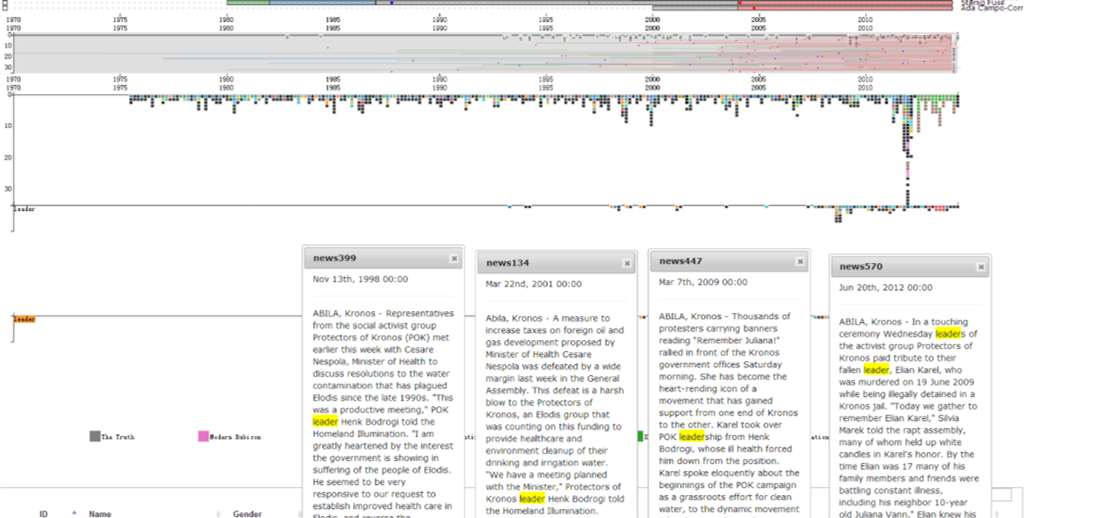 Ada Campo-Corr
1970 1975 1980 1985 1990 1995 2000 2005 2010
0
10
20
30
1970 1975 1980 1985 1990 1995 2000 2005 2010
0
10
20
30
leader
leader
The Truth
Modern Rubicon
ID Name Gender
news399
Nov 13th, 1998 00:00
ABILA, Kronos - Representatives
from the social activist group
Protectors of Kronos (POK) met
earlier this week with Cesare
Nespola, Minister of Health to
discuss resolutions to the water
contamination that has plagued
Elodis since the late 1990s. "This
was a productive meeting," POK
leader Henk Bodrogi told the
Homeland Illumination. "I am
greatly heartened by the interest
the government is showing in
suffering of the people of Elodis.
He seemed to be very
responsive to our request to
establish improved health care in
Elodis, and reverse the
news134
Mar 22nd, 2001 00:00
Abila, Kronos - A measure to
increase taxes on foreign oil and
gas development proposed by
Minister of Health Cesare
Nespola was defeated by a wide
margin last week in the General
Assembly. This defeat is a harsh
blow to the Protectors of
Kronos, an Elodis group that
was counting on this funding to
provide healthcare and
environment cleanup of their
drinking and irrigation water.
"We have a meeting planned
with the Minister," Protectors of
Kronos leader Henk Bodrogi told
the Homeland Illumination.
news447
Mar 7th, 2009 00:00
ABILA, Kronos - Thousands of
protesters carrying banners
reading "Remember Juliana!"
rallied in front of the Kronos
government offices Saturday
morning. She has become the
heart-rending icon of a
movement that has gained
support from one end of Kronos
to the other. Karel took over
POK leadership from Henk
Bodrogi, whose ill health forced
him down from the position.
Karel spoke eloquently about the
beginnings of the POK campaign
as a grassroots effort for clean
water, to the dynamic movement
news570
Jun 20th, 2012 00:00
ABILA, Kronos - In a touching
ceremony Wednesday leaders of
the activist group Protectors of
Kronos paid tribute to their
fallen leader, Elian Karel, who
was murdered on 19 June 2009
while being illegally detained in a
Kronos jail. "Today we gather to
remember Elian Karel," Silvia
Marek told the rapt assembly,
many of whom held up white
candles in Karel's honor. By the
time Elian was 17 many of his
family members and friends were
battling constant illness,
including his neighbor 10-year
old Juliana Vann." Elian knew his